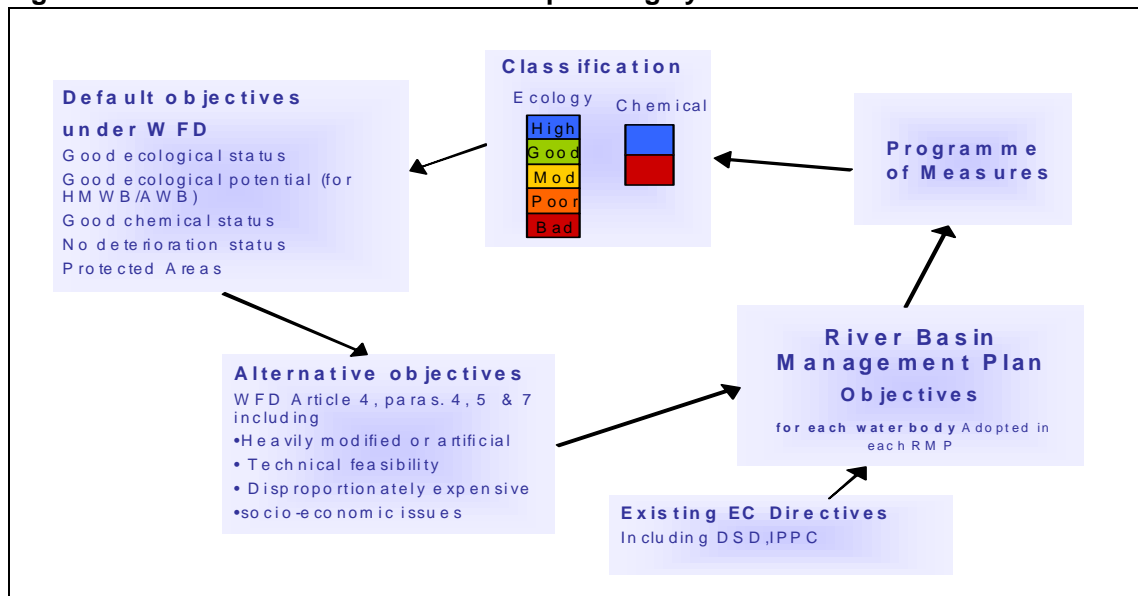 Classification
Ecology
Chemical
High
Good
Mod
Poor
Bad
Default objectives
under WFD
Good ecological status
Good ecological potential (for
HMWB/AWB)
Good chemical status
No deterioration status
Protected Areas
Programme
of Measures
Alternative objectives
WFD Article 4, paras. 4, 5 & 7
including
•Heavily modified or artificial
• Technical feasibility
• Disproportionately expensive
•socio-economic issues
River Basin
Management Plan
Objectives
for each waterbody Adopted in
each RMP
Existing EC Directives
Including DSD,IPPC